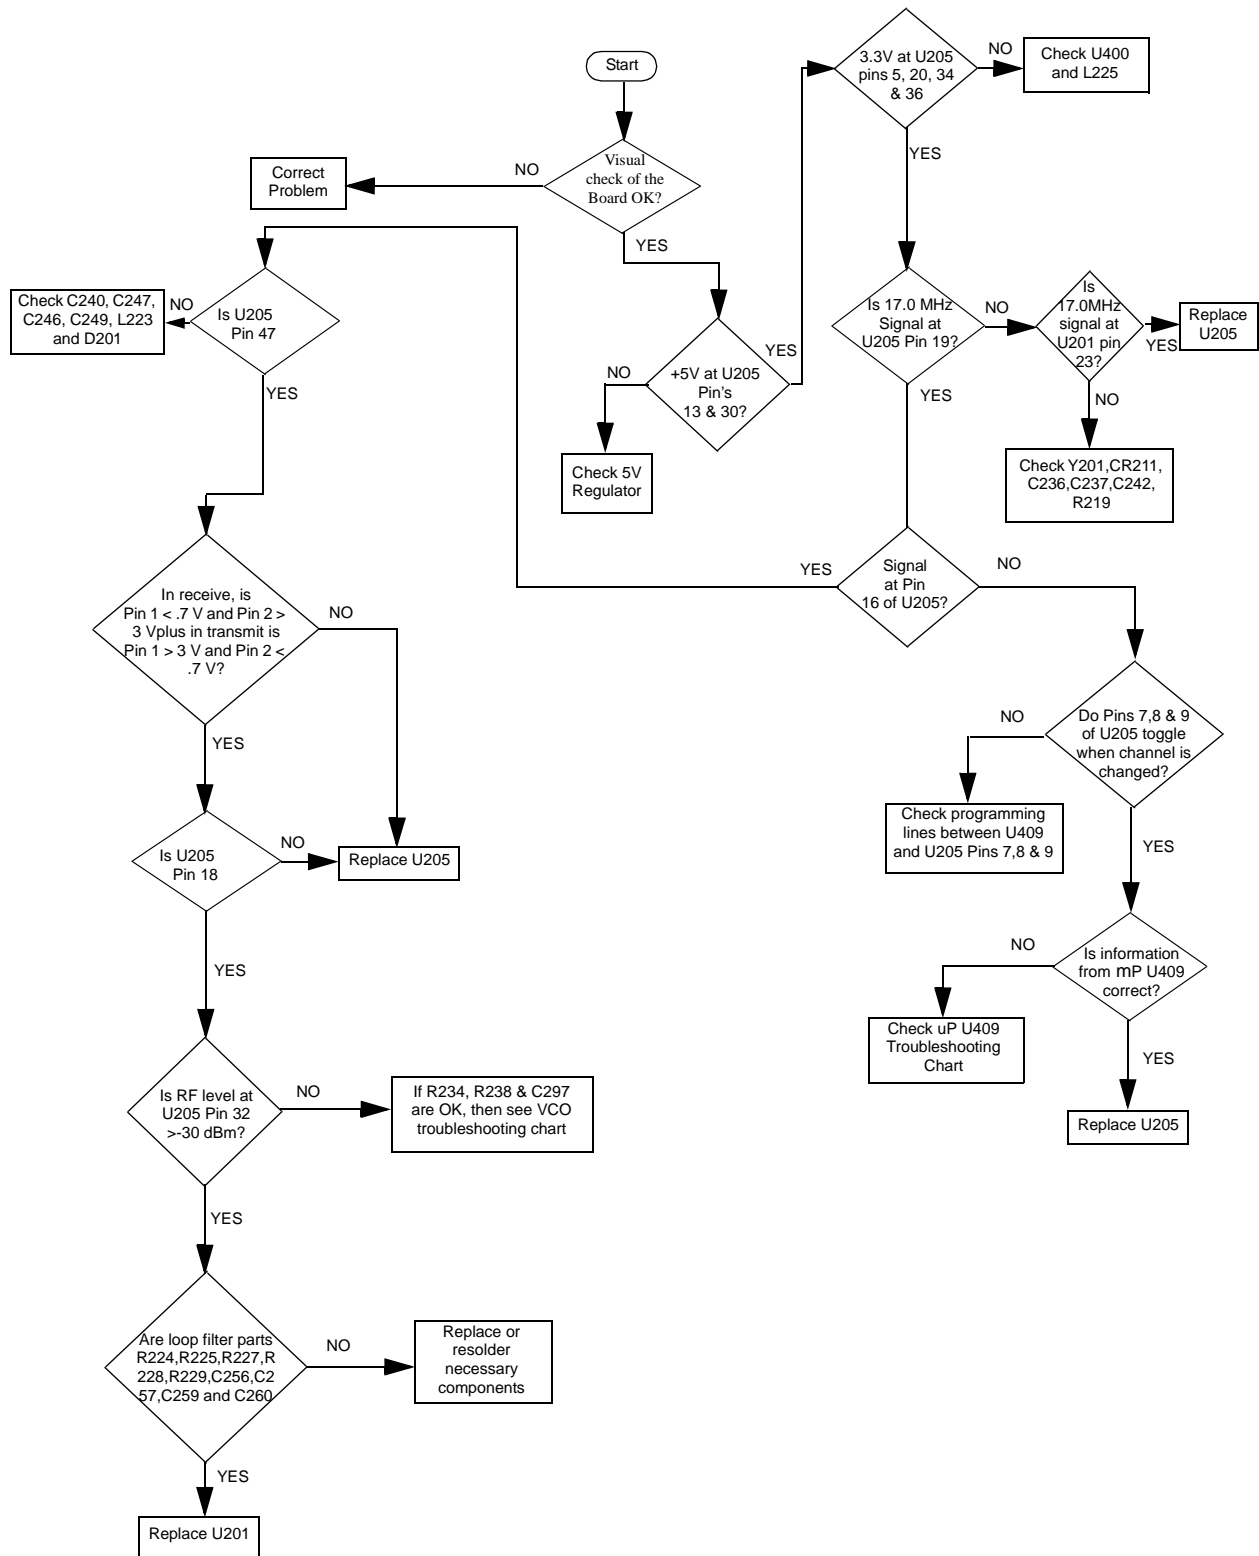 Start
Visual
check of the
Board OK?
NO
Correct
Problem
YES
+5V at U205
Pin's
13 & 30?
NO
Check 5V
Regulator
YES
3.3V at U205
pins 5, 20, 34
& 36
NO
Check U400
and L225
YES
Is 17.0 MHz
Signal at
U205 Pin 19?
NO
Is
17.0MHz
signal at
U201 pin
23?
YES
Replace
U205
NO
Check Y201,CR211,
C236,C237,C242,
R219
YES
Signal
at Pin
16 of U205?
NO
Do Pins 7,8 & 9
of U205 toggle
when channel is
changed?
NO
Check programming
lines between U409
and U205 Pins 7,8 & 9
YES
Is information
from mP U409
correct?
NO
Check uP U409
Troubleshooting
Chart
YES
Replace U205
YES
Is U205
Pin 47
NO
Check C240, C247,
C246, C249, L223
and D201
YES
In receive, is
Pin 1 < .7 V and Pin 2 >
3 Vplus in transmit is
Pin 1 > 3 V and Pin 2 <
.7 V?
NO
YES
Is U205
Pin 18
NO
Replace U205
YES
Is RF level at
U205 Pin 32
>-30 dBm?
NO
If R234, R238 & C297
are OK, then see VCO
troubleshooting chart
YES
Are loop filter parts
R224,R225,R227,R
228,R229,C256,C2
57,C259 and C260
NO
Replace or
resolder
necessary
components
YES
Replace U201